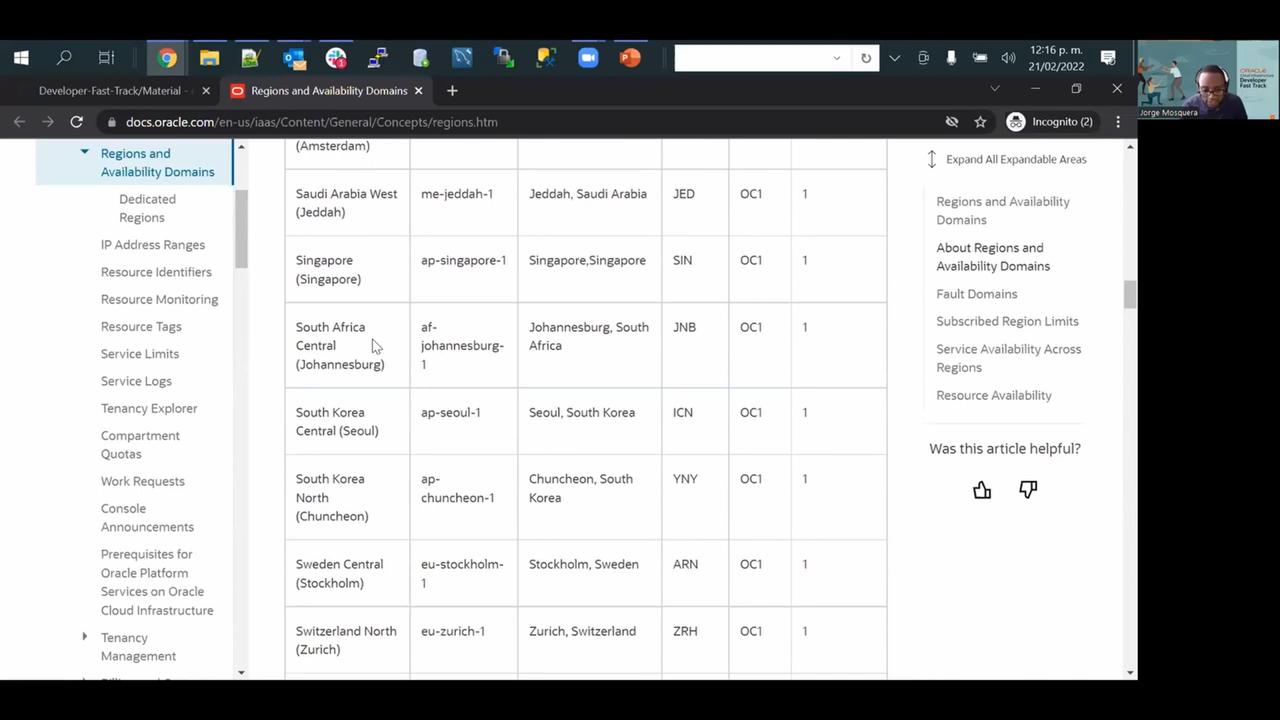 12:16 p. m.
21/02/2022
Developer-Fast-Track/Material -
Regions and Availability Domains
docs.oracle.com/en-us/iaas/Content/General/Concepts/regions.htm
Incognito (2)
ORACLE
Cloud Infrastructure
Developer
Fast Track
Jorge Mosquera
Regions and
Availability Domains
Dedicated
Regions
IP Address Ranges
Resource Identifiers
Resource Monitoring
Resource Tags
Service Limits
Service Logs
Tenancy Explorer
Compartment
Quotas
Work Requests
Console
Announcements
Prerequisites for
Oracle Platform
Services on Oracle
Cloud Infrastructure
Tenancy
Management
(Amsterdam)
Saudi Arabia West
(Jeddah)
me-jeddah-1
Jeddah, Saudi Arabia
JED
OC1
1
Singapore
(Singapore)
ap-singapore-1
Singapore,Singapore
SIN
OC1
1
South Africa
Central
(Johannesburg)
af-
johannesburg-
1
Johannesburg, South
Africa
JNB
OC1
1
South Korea
Central (Seoul)
ap-seoul-1
Seoul, South Korea
ICN
OC1
1
South Korea
North
(Chuncheon)
ap-
chuncheon-1
Chuncheon, South
Korea
YNY
OC1
1
Sweden Central
(Stockholm)
eu-stockholm-
1
Stockholm, Sweden
ARN
OC1
1
Switzerland North
(Zurich)
eu-zurich-1
Zurich, Switzerland
ZRH
OC1
1
Expand All Expandable Areas
Regions and Availability
Domains
About Regions and
Availability Domains
Fault Domains
Subscribed Region Limits
Service Availability Across
Regions
Resource Availability
Was this article helpful?